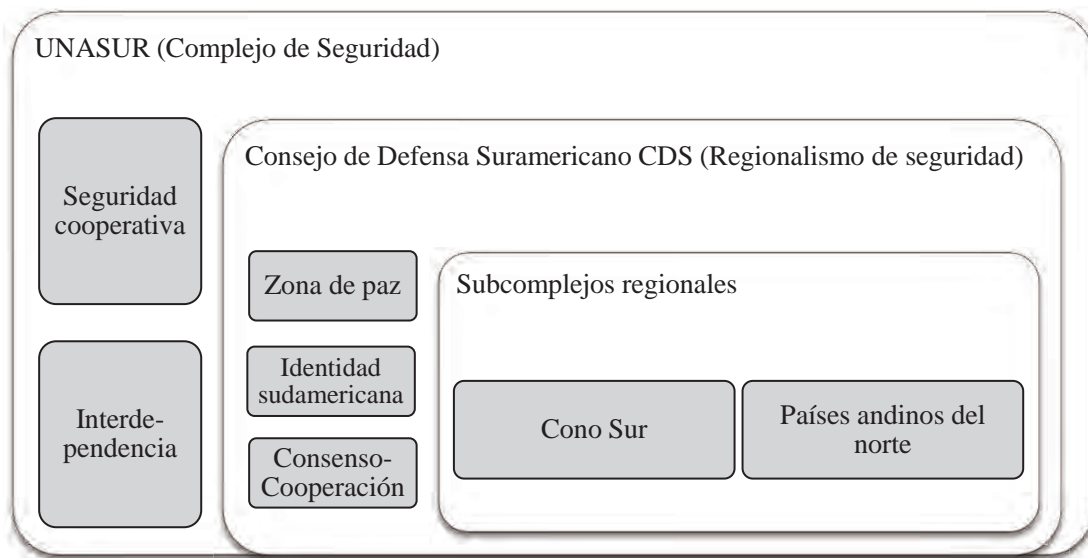 UNASUR (Complejo de Seguridad)
Seguridad
cooperativa
Interde-
pendencia
Consejo de Defensa Suramericano CDS (Regionalismo de seguridad)
Zona de paz
Identidad
sudamericana
Consenso-
Cooperación
Subcomplejos regionales
Cono Sur
Países andinos del
norte